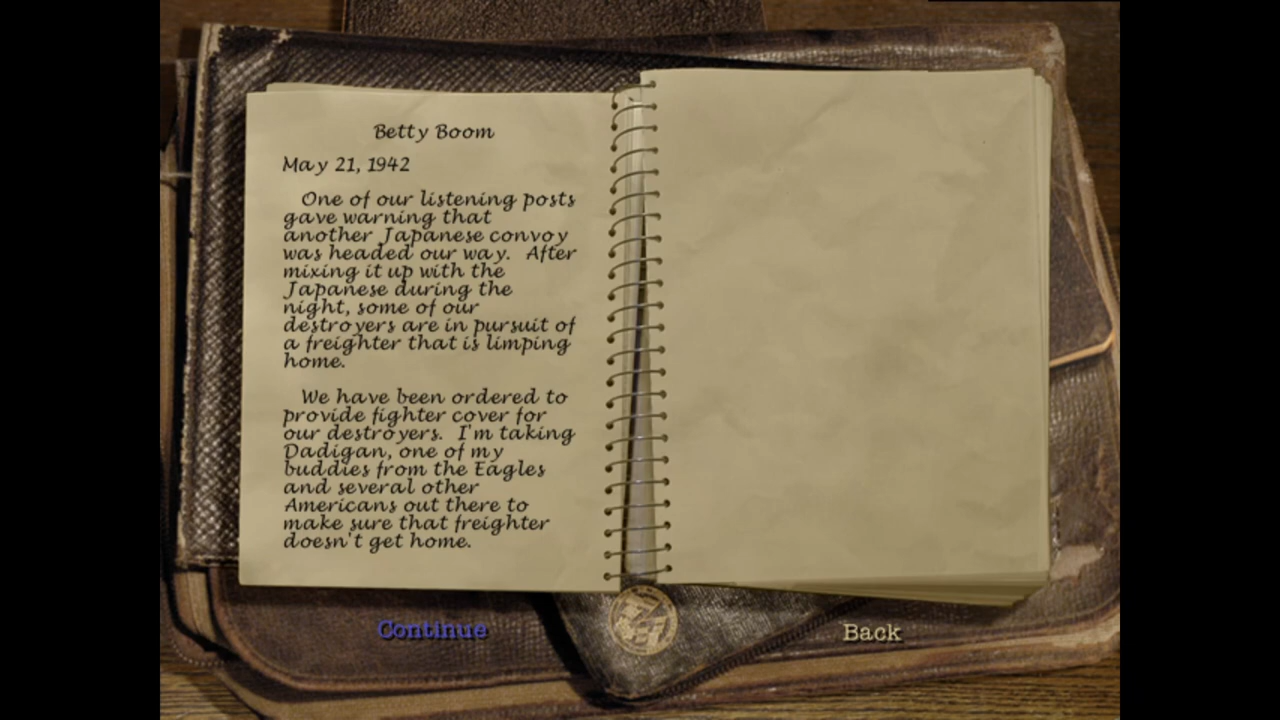 Betty Boom
May 21, 1942
One of our listening posts
gave warning that
another Japanese convoy
was headed our way.  After
mixing it up with the
Japanese during the
night, some of our
destroyers are in pursuit of
a freighter that is limping
home.
We have been ordered to
provide fighter cover for
our destroyers.  I'm taking
Dadigan, one of my
buddies from the Eagles
and several other
Americans out there to
make sure that freighter
doesn't get home.
Continue
Back